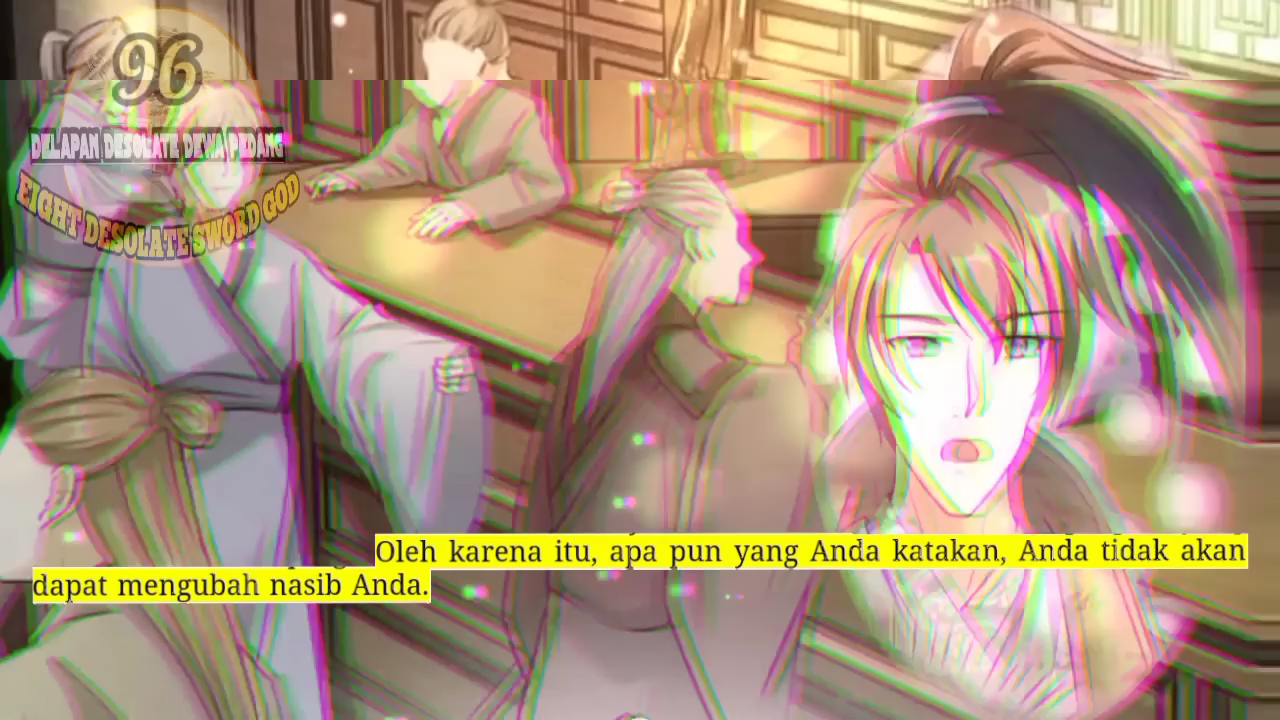 96
DELAPAN DESOLATE DEWA PEDANG
EIGHT DESOLATE SWORD GOD
Oleh karena itu, apa pun yang Anda katakan, Anda tidak akan
dapat mengubah nasib Anda.